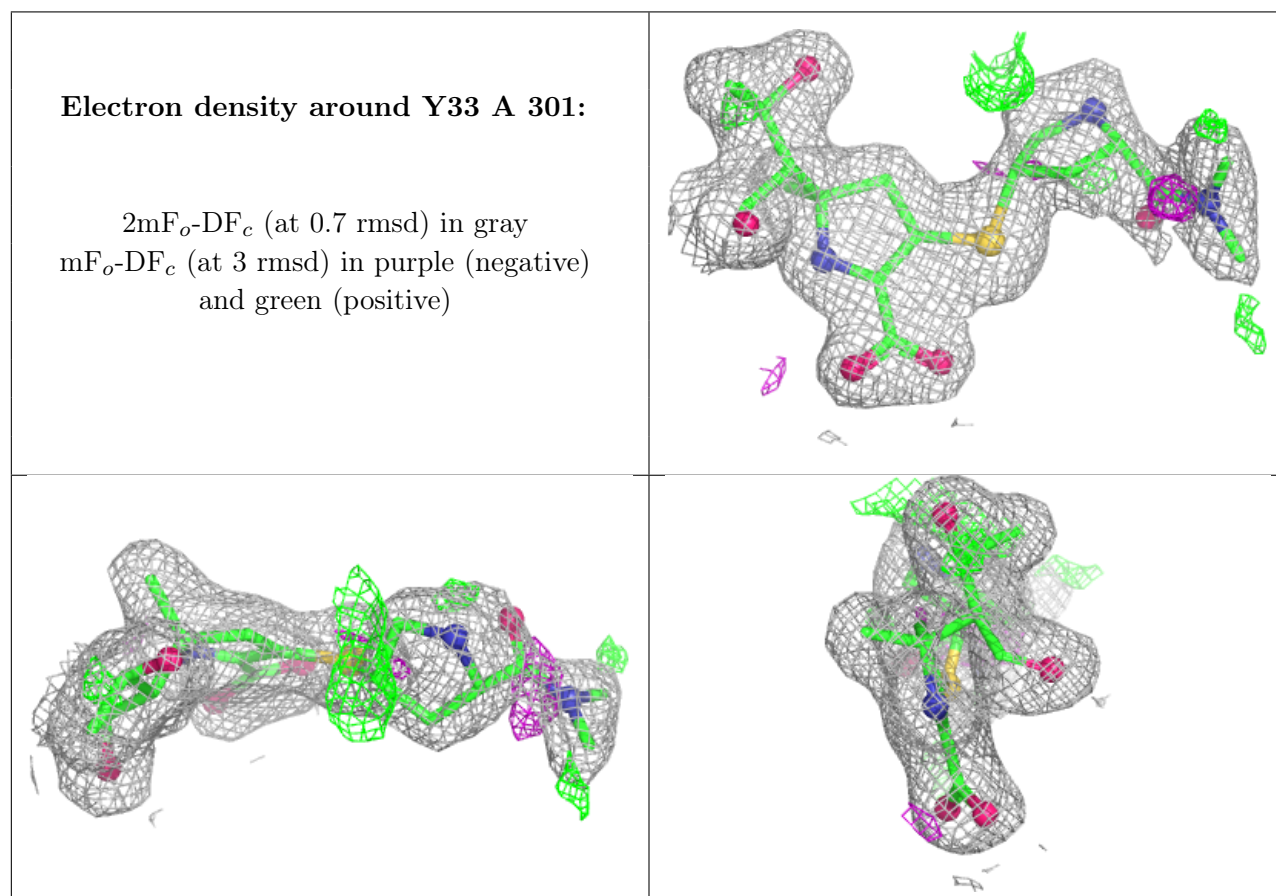 Electron density around Y33 A 301:
2mFₒ-DF𝒸 (at 0.7 rmsd) in gray
mFₒ-DF𝒸 (at 3 rmsd) in purple (negative)
and green (positive)